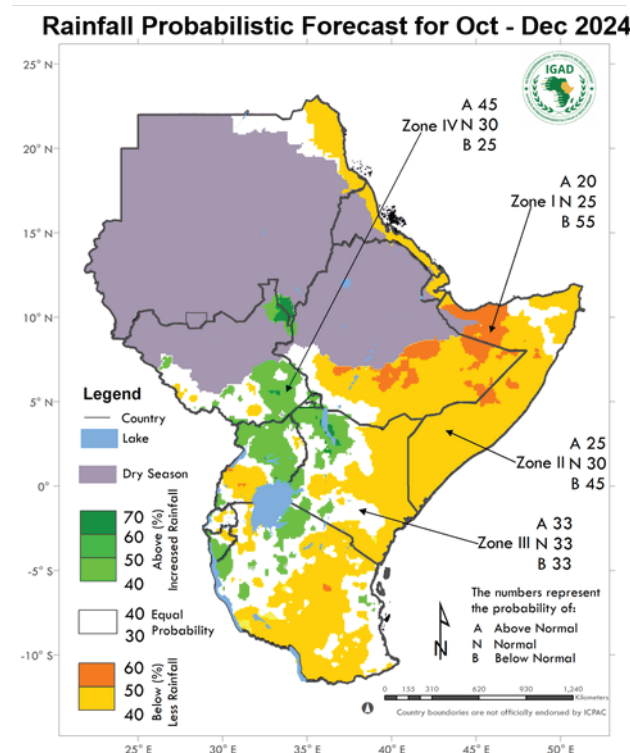 Rainfall Probabilistic Forecast for Oct - Dec 2024
25° N
20° N
15° N
10° N
5° N
0°
-5° S
-10° S
IGAD
A 45
Zone IV N 30
B 25
A 20
Zone I N 25
B 55
A 25
Zone II N 30
B 45
A 33
Zone III N 33
B 33
Legend
Country
Lake
Dry Season
70
60
50
40
Above (%)
Increased Rainfall
40
30
Equal
Probability
60
50
40
Below (%)
Less Rainfall
The numbers represent
the probability of:
A Above Normal
N Normal
B Below Normal
N
0 155 310 620 930 1,240
Kilometers
Country boundaries are not officially endorsed by ICPAC
25° E 30° E 35° E 40° E 45° E 50° E